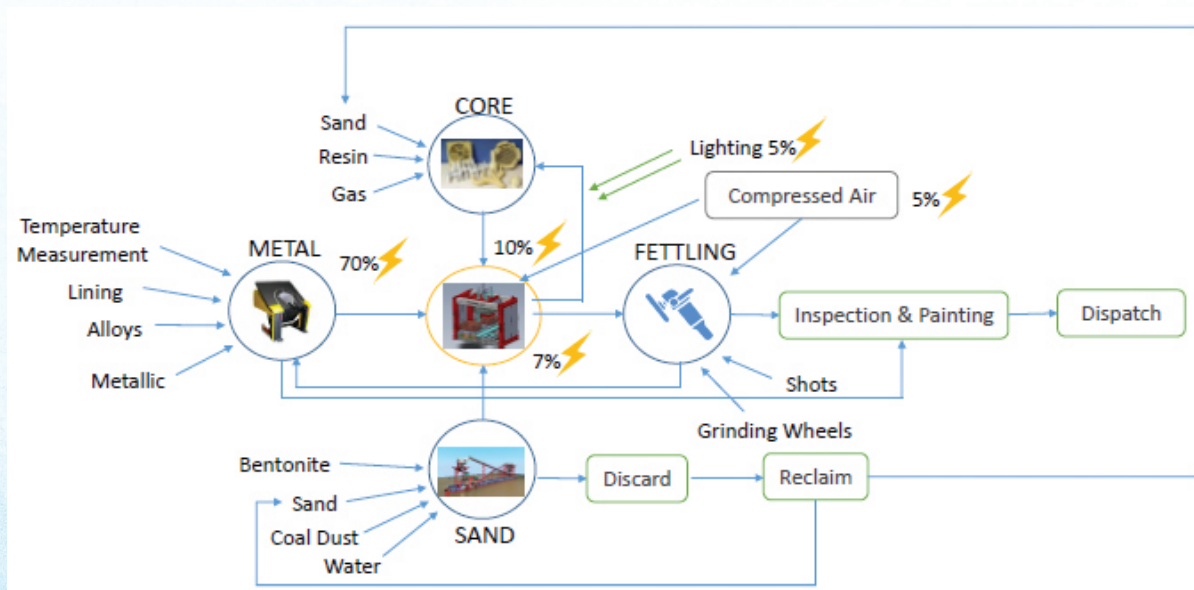 CORE
Sand
Resin
Gas
Lighting 5%
Compressed Air
5%
Temperature
Measurement
Lining
Alloys
Metallic
METAL
70%
10%
7%
FETTLING
Inspection & Painting
Dispatch
Shots
Grinding Wheels
Bentonite
Sand
Coal Dust
Water
SAND
Discard
Reclaim